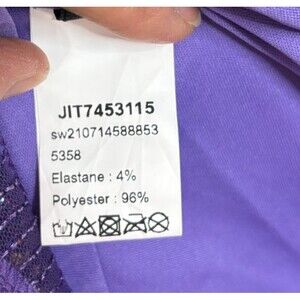 JIT7453115
sw210714588853
5358
Elastane : 4%
Polyester : 96%